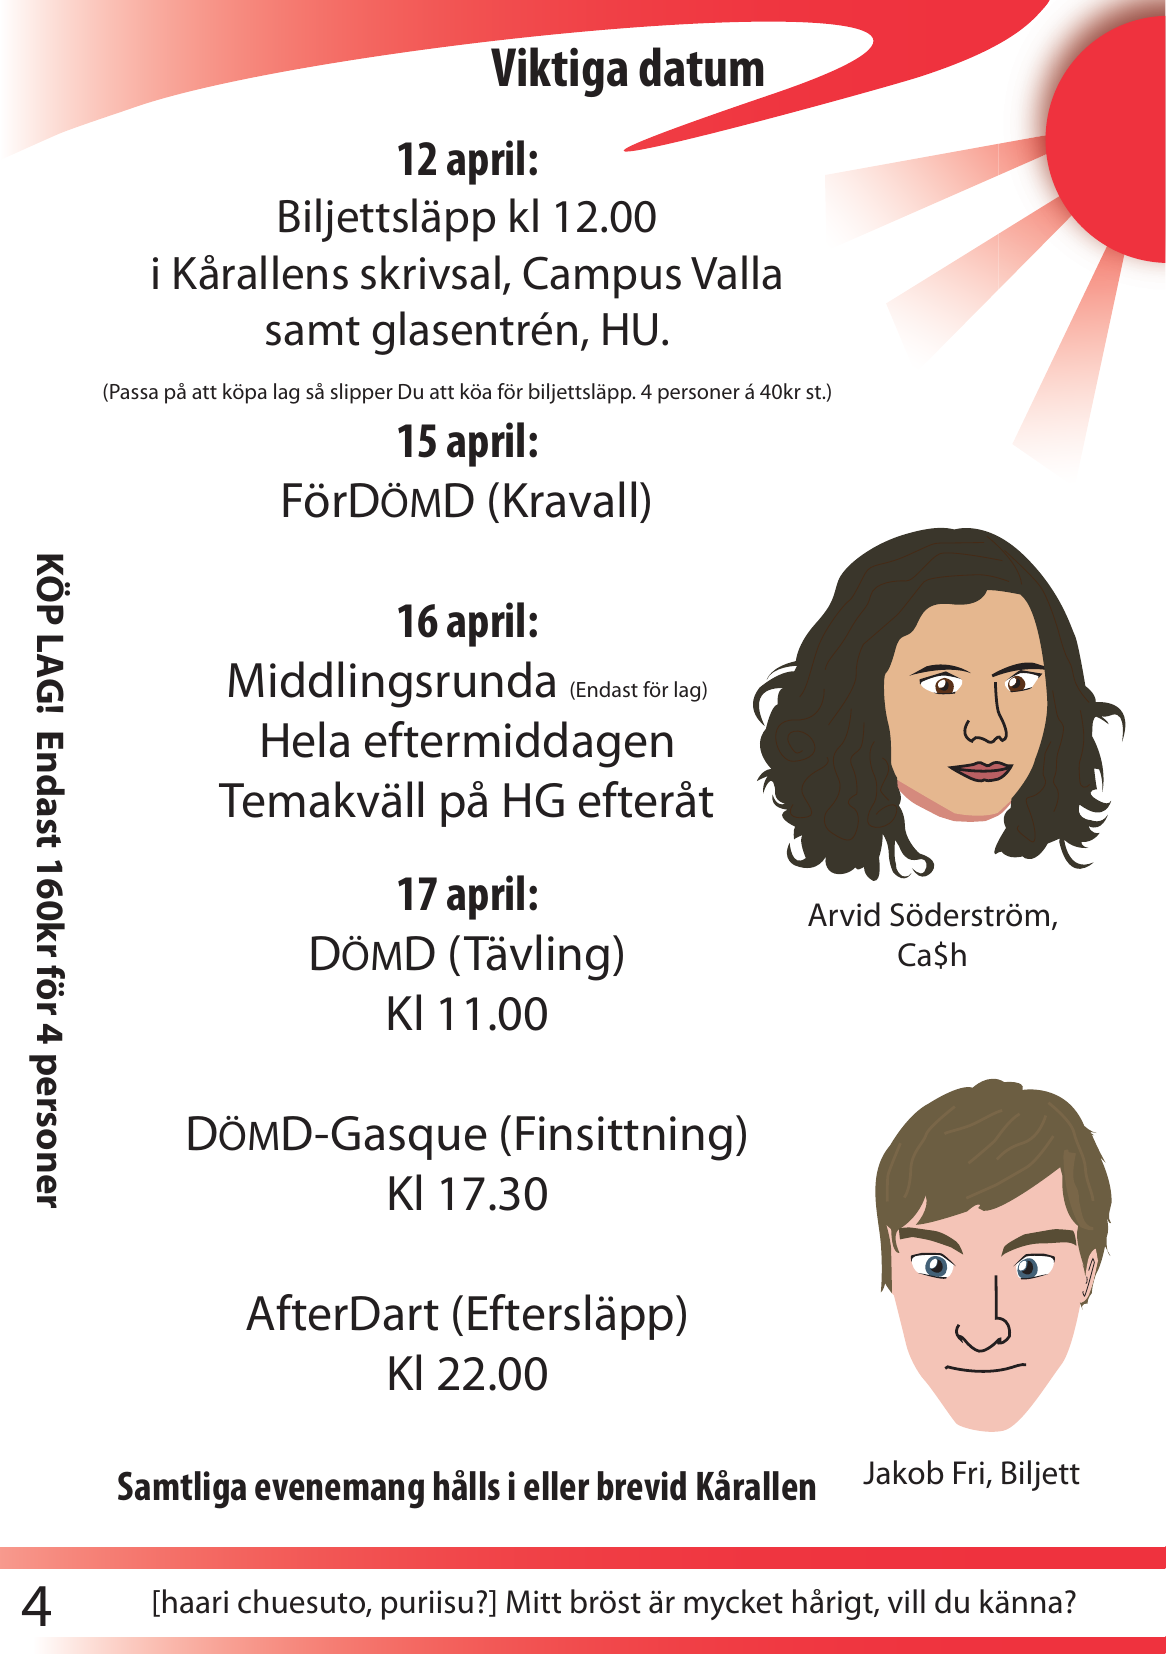 Viktiga datum
12 april:
Biljettsläpp kl 12.00
i Kårallens skrivsal, Campus Valla
samt glasentrén, HU.
(Passa på att köpa lag så slipper Du att köa för biljettsläpp. 4 personer á 40kr st.)
15 april:
FörDÖMD (Kravall)
16 april:
Middlingsrunda (Endast för lag)
Hela eftermiddagen
Temakväll på HG efteråt
17 april:
DÖMD (Tävling)
Kl 11.00
DÖMD-Gasque (Finsittning)
Kl 17.30
AfterDart (Eftersläpp)
Kl 22.00
Samtliga evenemang hålls i eller brevid Kårallen
KÖP LAG! Endast 160kr för 4 personer
Arvid Söderström,
Ca$h
Jakob Fri, Biljett
4
[haari chuesuto, puriisu?] Mitt bröst är mycket hårigt, vill du känna?